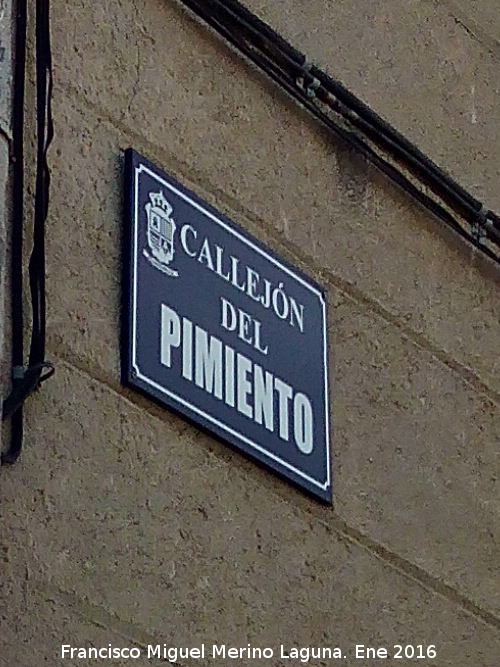 CALLEJÓN
DEL
PIMIENTO
Francisco Miguel Merino Laguna. Ene 2016